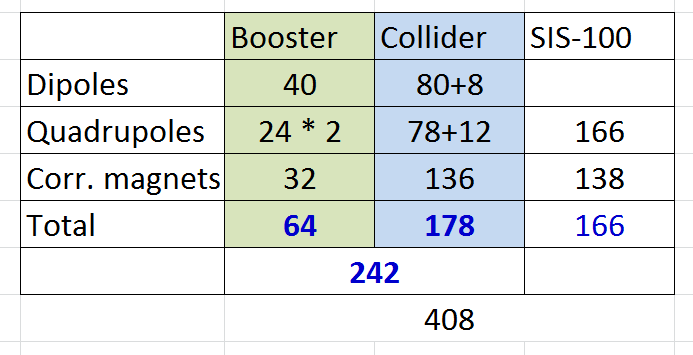 Booster Collider SIS-100
Dipoles 40 80+8
Quadrupoles 24 * 2 78+12 166
Corr. magnets 32 136 138
Total 64 178 166
242
408